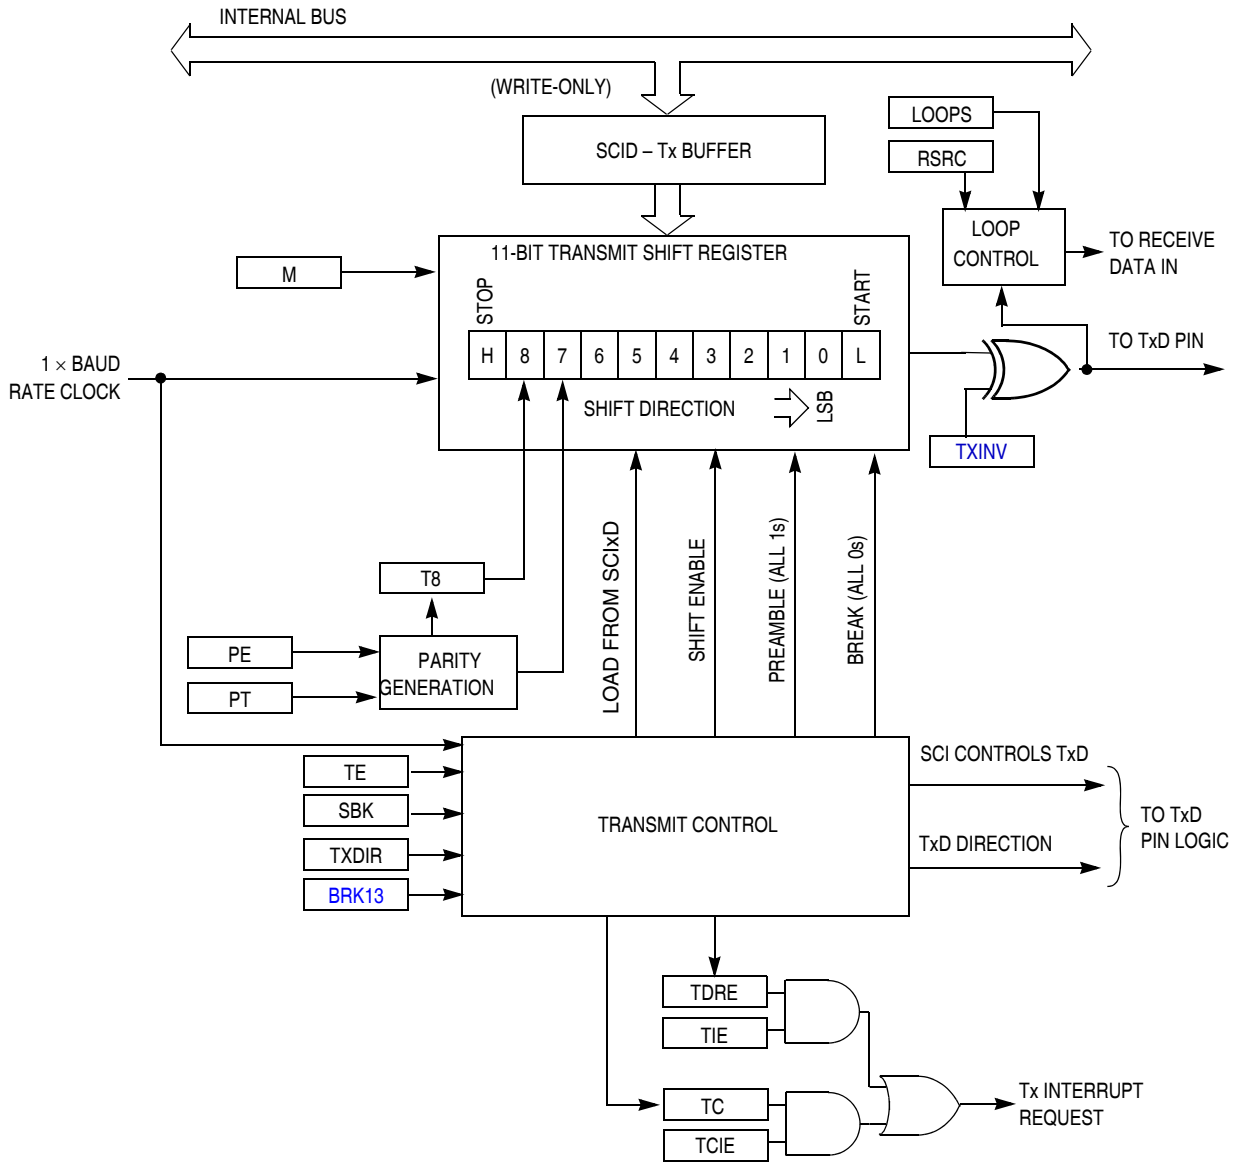 INTERNAL BUS
(WRITE-ONLY)
SCID – Tx BUFFER
LOOPS
RSRC
LOOP
CONTROL
TO RECEIVE
DATA IN
11-BIT TRANSMIT SHIFT REGISTER
M
STOP
START
H 8 7 6 5 4 3 2 1 0 L
1 × BAUD
RATE CLOCK
SHIFT DIRECTION
LSB
TO TxD PIN
TXINV
T8
PE
PT
PARITY
GENERATION
LOAD FROM SCIxD
SHIFT ENABLE
PREAMBLE (ALL 1s)
BREAK (ALL 0s)
TE
SBK
TXDIR
BRK13
TRANSMIT CONTROL
SCI CONTROLS TxD
TxD DIRECTION
TO TxD
PIN LOGIC
TDRE
TIE
TC
TCIE
Tx INTERRUPT
REQUEST